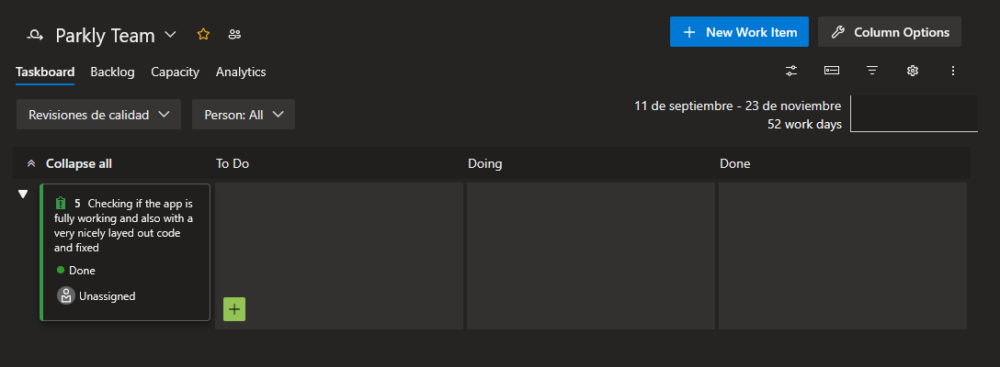 Parkly Team
New Work Item
Column Options
Taskboard Backlog Capacity Analytics
Revisiones de calidad
Person: All
11 de septiembre - 23 de noviembre
52 work days
Collapse all To Do Doing Done
5 Checking if the app is
fully working and also with a
very nicely layed out code
and fixed
Done
Unassigned